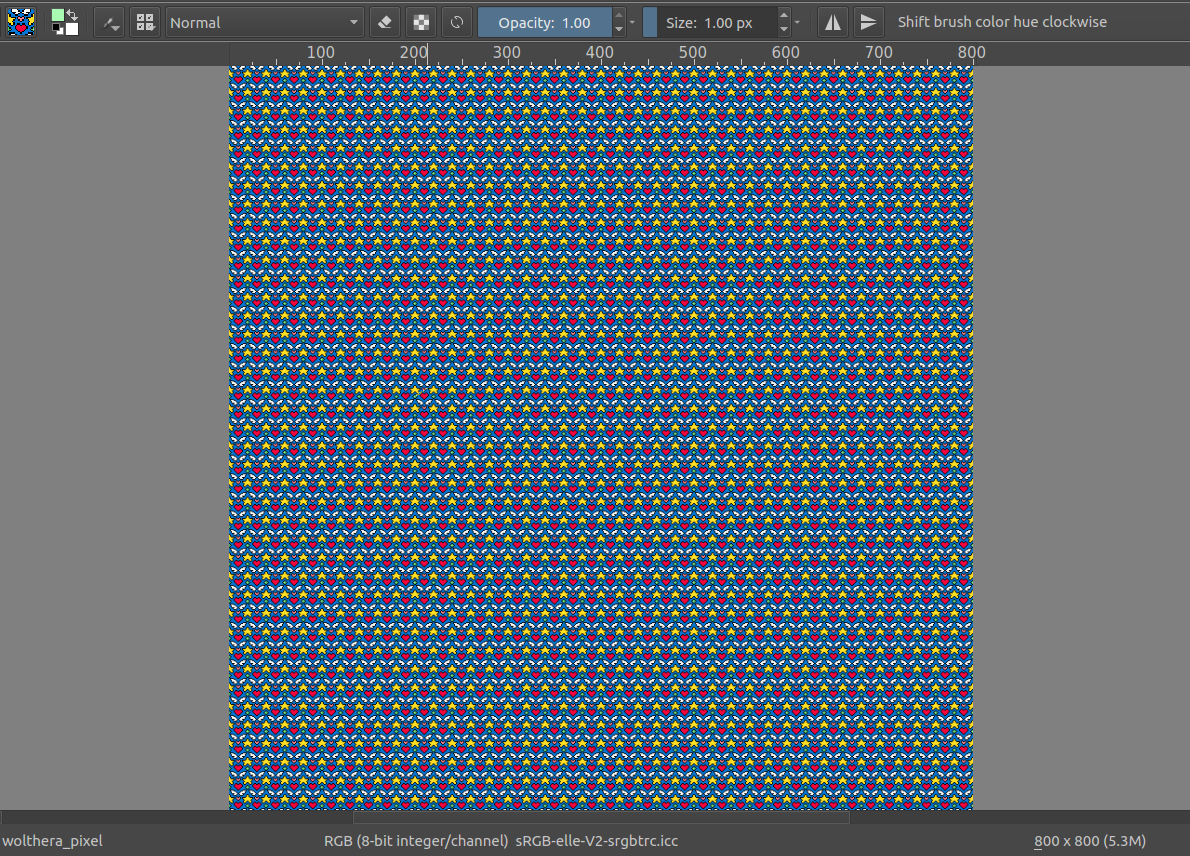 Normal
Opacity: 1.00
Size: 1.00 px
Shift brush color hue clockwise
100 200 300 400 500 600 700 800
wolthera_pixel
RGB (8-bit integer/channel) sRGB-elle-V2-srgbtrc.icc
800 x 800 (5.3M)